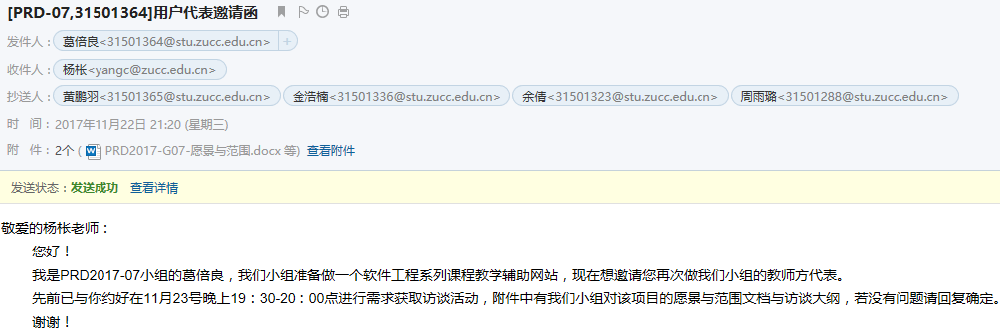 [PRD-07,31501364]用户代表邀请函
发件人：葛倍良<31501364@stu.zucc.edu.cn> +
收件人：杨枨<yangc@zucc.edu.cn>
抄送人：黄鹏羽<31501365@stu.zucc.edu.cn> 金浩楠<31501336@stu.zucc.edu.cn> 余倩<31501323@stu.zucc.edu.cn> 周雨璐<31501288@stu.zucc.edu.cn>
时 间：2017年11月22日 21:20 (星期三)
附 件：2个 ( PRD2017-G07-愿景与范围.docx 等) 查看附件
发送状态：发送成功 查看详情
敬爱的杨枨老师：
您好！
我是PRD2017-07小组的葛倍良，我们小组准备做一个软件工程系列课程教学辅助网站，现在想邀请您再次做我们小组的教师方代表。
先前已与你约好在11月23号晚上19：30-20：00点进行需求获取访谈活动，附件中有我们小组对该项目的愿景与范围文档与访谈大纲，若没有问题请回复确定。
谢谢！